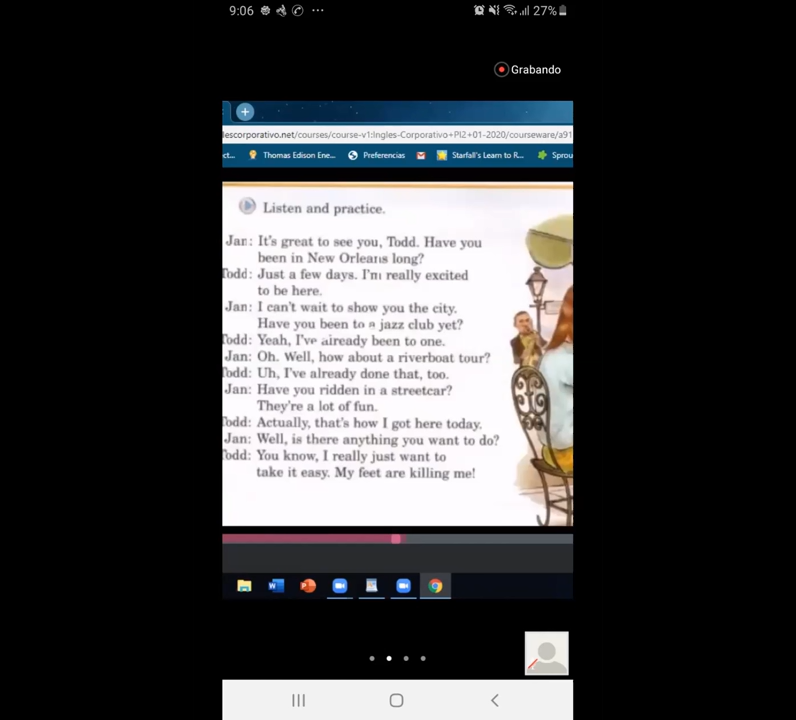 9:06 27%
Grabando
lescorporativo.net/courses/course-v1:Ingles-Corporativo+PI2+01-2020/courseware/a91
ct... Thomas Edison Ene... Preferencias Starfall's Learn to R... Sprou
Listen and practice.
Jan: It's great to see you, Todd. Have you
been in New Orleans long?
Todd: Just a few days. I'm really excited
to be here.
Jan: I can't wait to show you the city.
Have you been to a jazz club yet?
Todd: Yeah, I've already been to one.
Jan: Oh. Well, how about a riverboat tour?
Todd: Uh, I've already done that, too.
Jan: Have you ridden in a streetcar?
They're a lot of fun.
Todd: Actually, that's how I got here today.
Jan: Well, is there anything you want to do?
Todd: You know, I really just want to
take it easy. My feet are killing me!